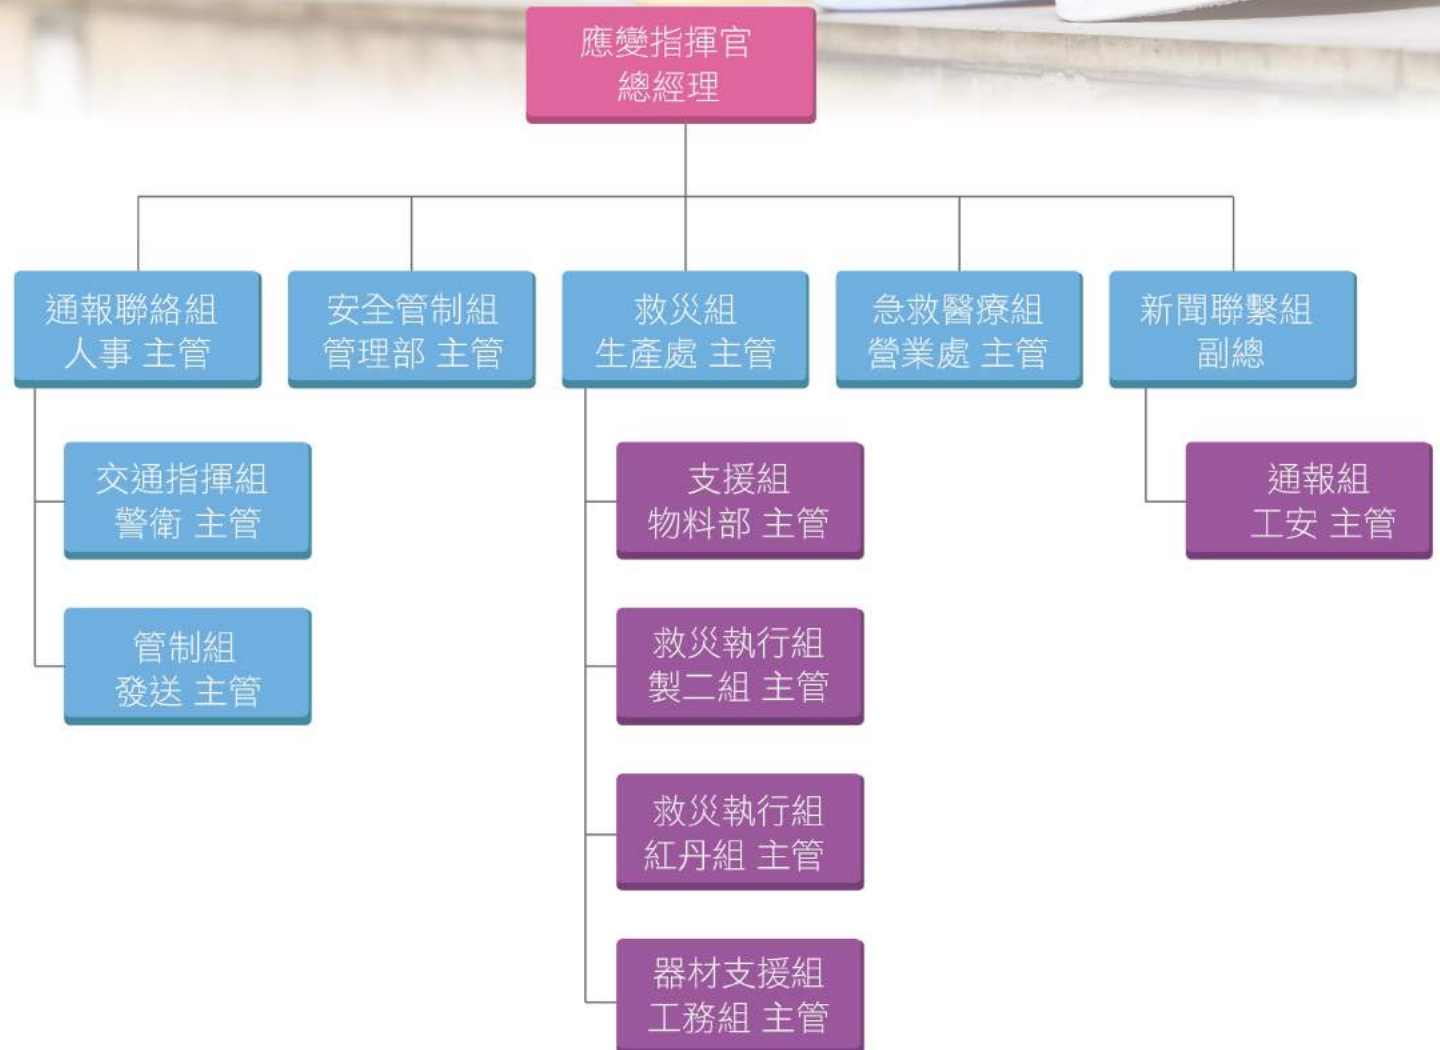 應變指揮官
總經理
通報聯絡組
人事 主管
安全管制組
管理部 主管
救災組
生產處 主管
急救醫療組
營業處 主管
新聞聯繫組
副總
交通指揮組
警衛 主管
管制組
發送 主管
支援組
物料部 主管
救災執行組
製二組 主管
救災執行組
紅丹組 主管
器材支援組
工務組 主管
通報組
工安 主管